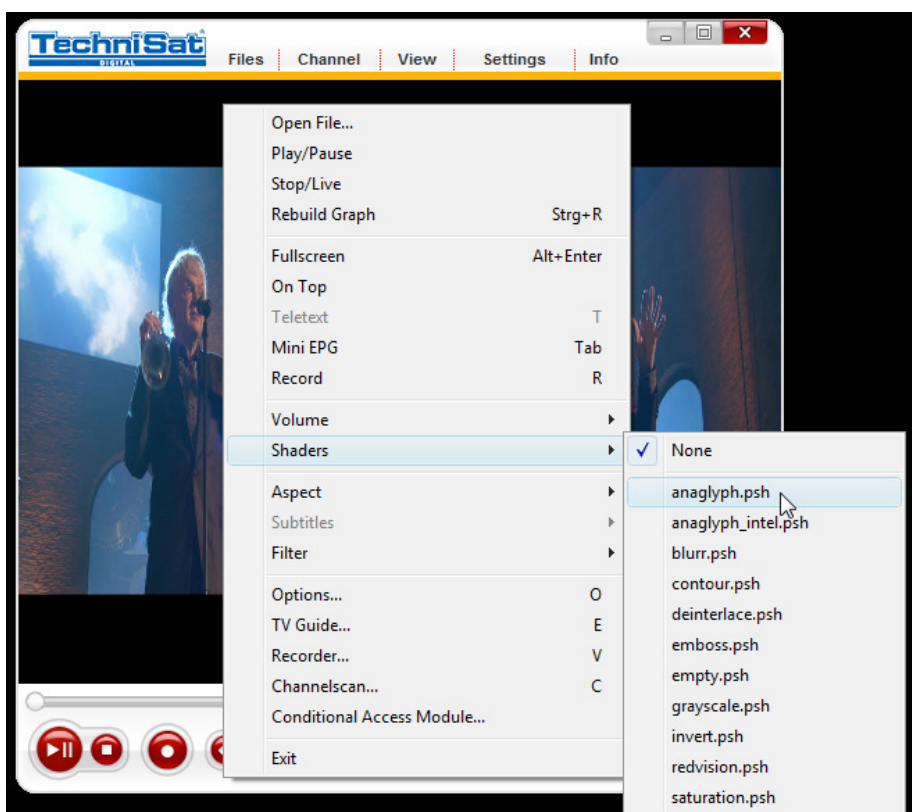 TechniSat
DIGITAL
Files Channel View Settings Info
Open File...
Play/Pause
Stop/Live
Rebuild Graph Strg+R
Fullscreen Alt+Enter
On Top
Teletext T
Mini EPG Tab
Record R
Volume
Shaders
None
Aspect
anaglyph.psh
Subtitles
anaglyph_intel.psh
Filter
blurr.psh
contour.psh
Options... O
deinterlace.psh
TV Guide... E
emboss.psh
Recorder... V
empty.psh
Channelscan... C
grayscale.psh
Conditional Access Module...
invert.psh
Exit
redvision.psh
saturation.psh